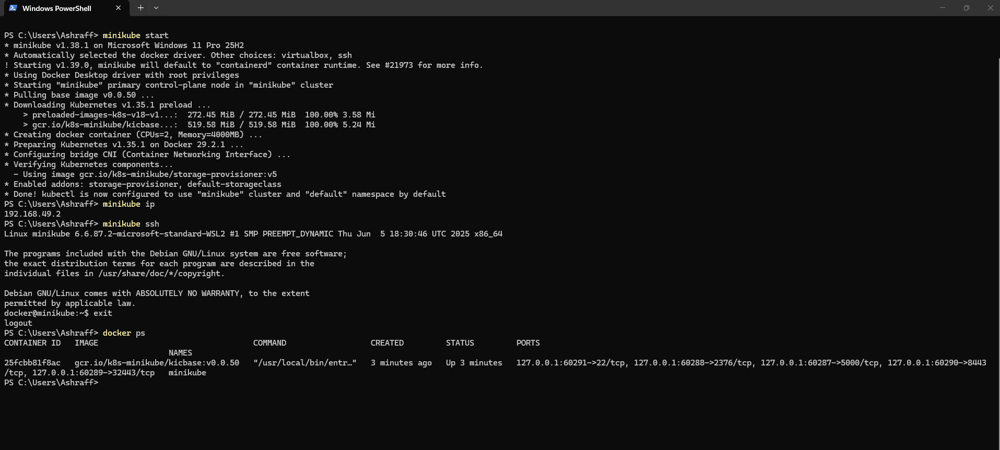 Windows PowerShell
PS C:\Users\Ashraff> minikube start
* minikube v1.38.1 on Microsoft Windows 11 Pro 25H2
* Automatically selected the docker driver. Other choices: virtualbox, ssh
! Starting v1.39.0, minikube will default to "containerd" container runtime. See #21973 for more info.
* Using Docker Desktop driver with root privileges
* Starting "minikube" primary control-plane node in "minikube" cluster
* Pulling base image v0.0.50 ...
* Downloading Kubernetes v1.35.1 preload ...
    > preloaded-images-k8s-v18-v1...:  272.45 MiB / 272.45 MiB  100.00% 3.58 Mi
    > gcr.io/k8s-minikube/kicbase...:  519.58 MiB / 519.58 MiB  100.00% 5.24 Mi
* Creating docker container (CPUs=2, Memory=4000MB) ...
* Preparing Kubernetes v1.35.1 on Docker 29.2.1 ...
* Configuring bridge CNI (Container Networking Interface) ...
* Verifying Kubernetes components...
  - Using image gcr.io/k8s-minikube/storage-provisioner:v5
* Enabled addons: storage-provisioner, default-storageclass
* Done! kubectl is now configured to use "minikube" cluster and "default" namespace by default
PS C:\Users\Ashraff> minikube ip
192.168.49.2
PS C:\Users\Ashraff> minikube ssh
Linux minikube 6.6.87.2-microsoft-standard-WSL2 #1 SMP PREEMPT_DYNAMIC Thu Jun  5 18:30:46 UTC 2025 x86_64
The programs included with the Debian GNU/Linux system are free software;
the exact distribution terms for each program are described in the
individual files in /usr/share/doc/*/copyright.
Debian GNU/Linux comes with ABSOLUTELY NO WARRANTY, to the extent
permitted by applicable law.
docker@minikube:~$ exit
logout
PS C:\Users\Ashraff> docker ps
CONTAINER ID   IMAGE                                 COMMAND                  CREATED         STATUS         PORTS
                                   NAMES
25fcbb81f8ac   gcr.io/k8s-minikube/kicbase:v0.0.50   "/usr/local/bin/entr…"   3 minutes ago   Up 3 minutes   127.0.0.1:60291->22/tcp, 127.0.0.1:60288->2376/tcp, 127.0.0.1:60287->5000/tcp, 127.0.0.1:60290->8443
/tcp, 127.0.0.1:60289->32443/tcp   minikube
PS C:\Users\Ashraff>